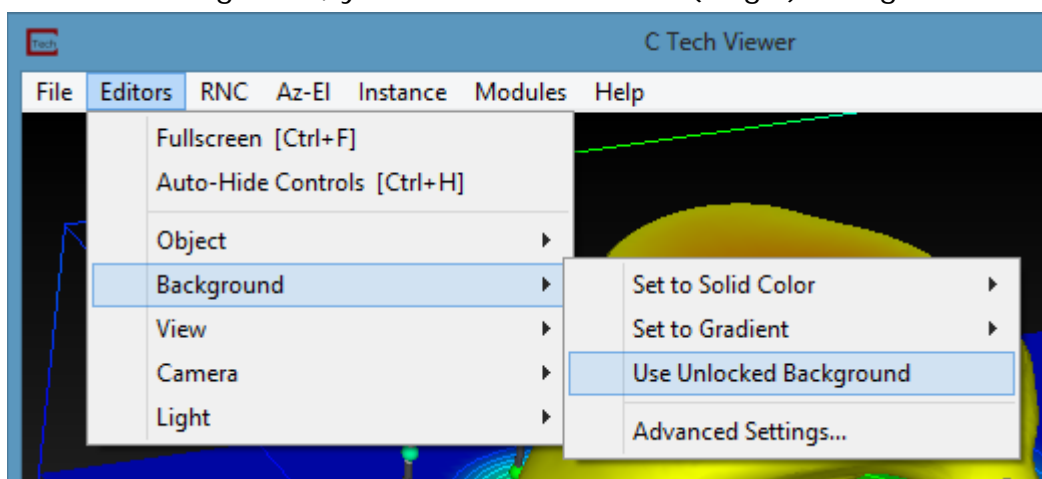 Tech
C Tech Viewer
File Editors RNC Az-El Instance Modules Help
Fullscreen [Ctrl+F]
Auto-Hide Controls [Ctrl+H]
Object
Background
View
Camera
Light
Set to Solid Color
Set to Gradient
Use Unlocked Background
Advanced Settings...